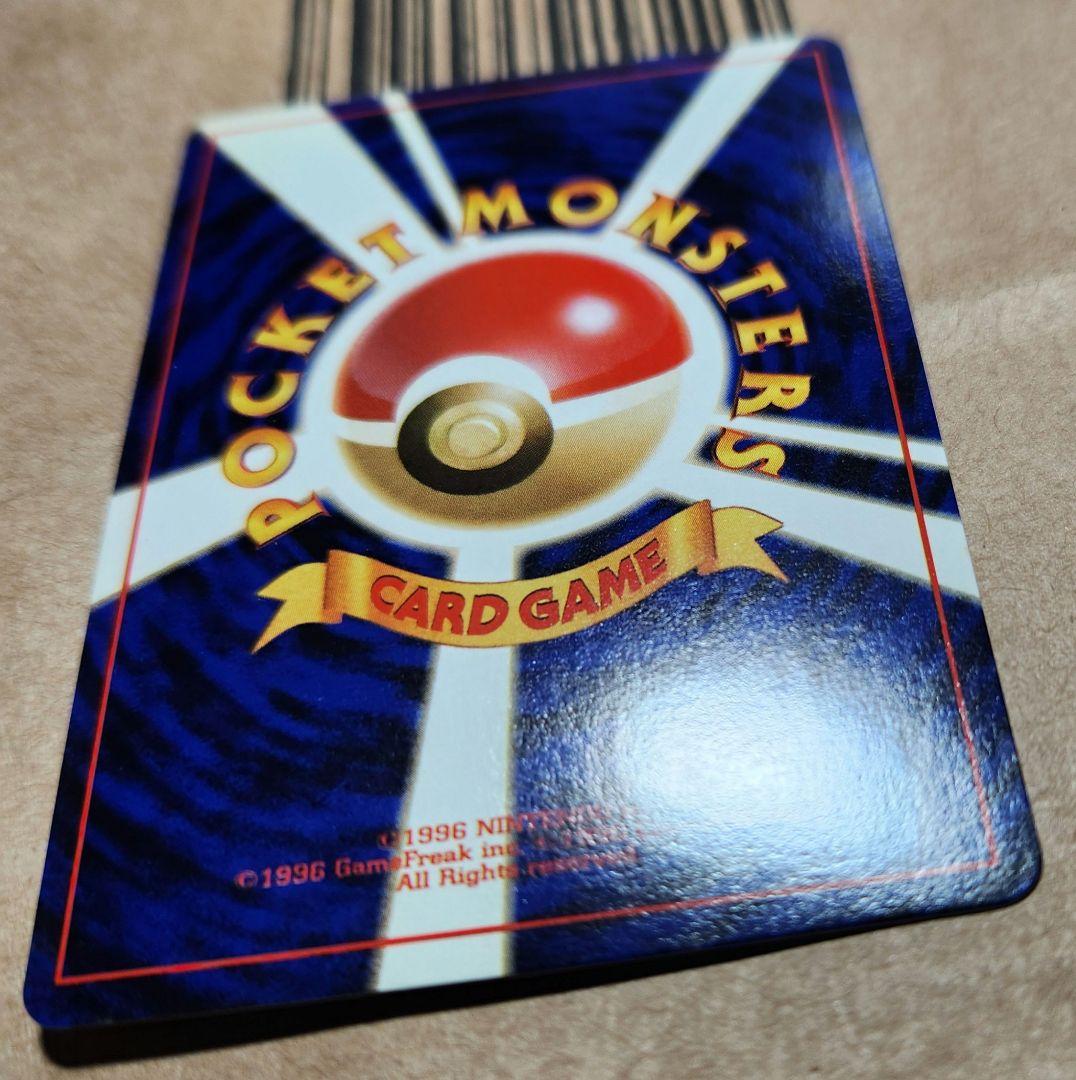 POCKET MONSTERS
CARD GAME
©1996 NINTENDO
©1996 GameFreak inc.
All Rights reserved